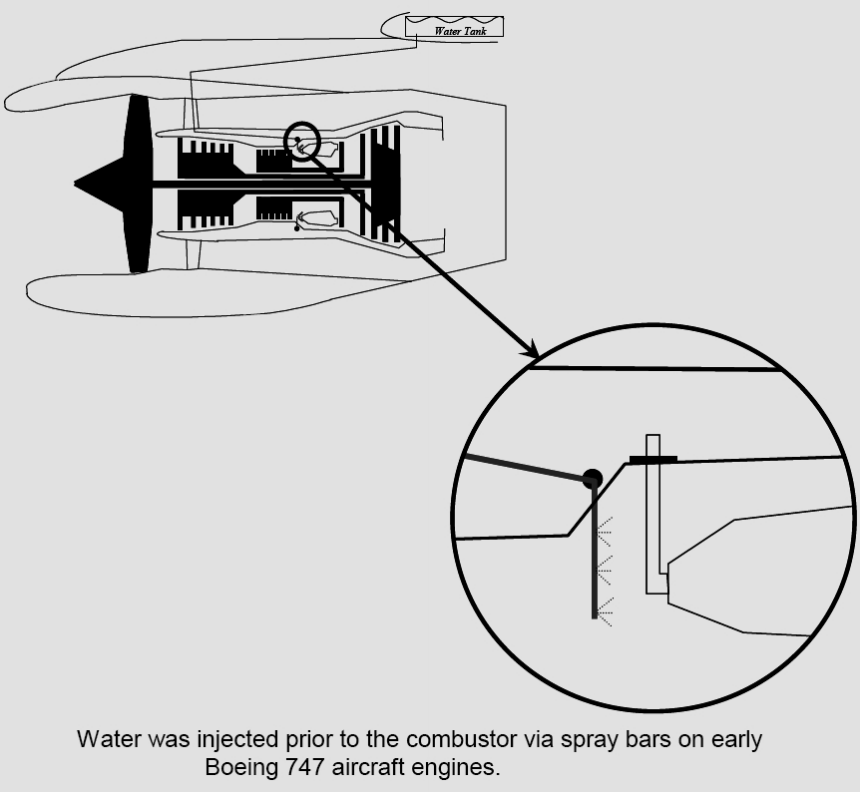 Water Tank
Water was injected prior to the combustor via spray bars on early
Boeing 747 aircraft engines.